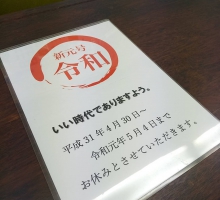 新元号
令和
いい時代でありますよう。
平成31年4月30日～
令和元年5月4日まで
お休みとさせていただきます。